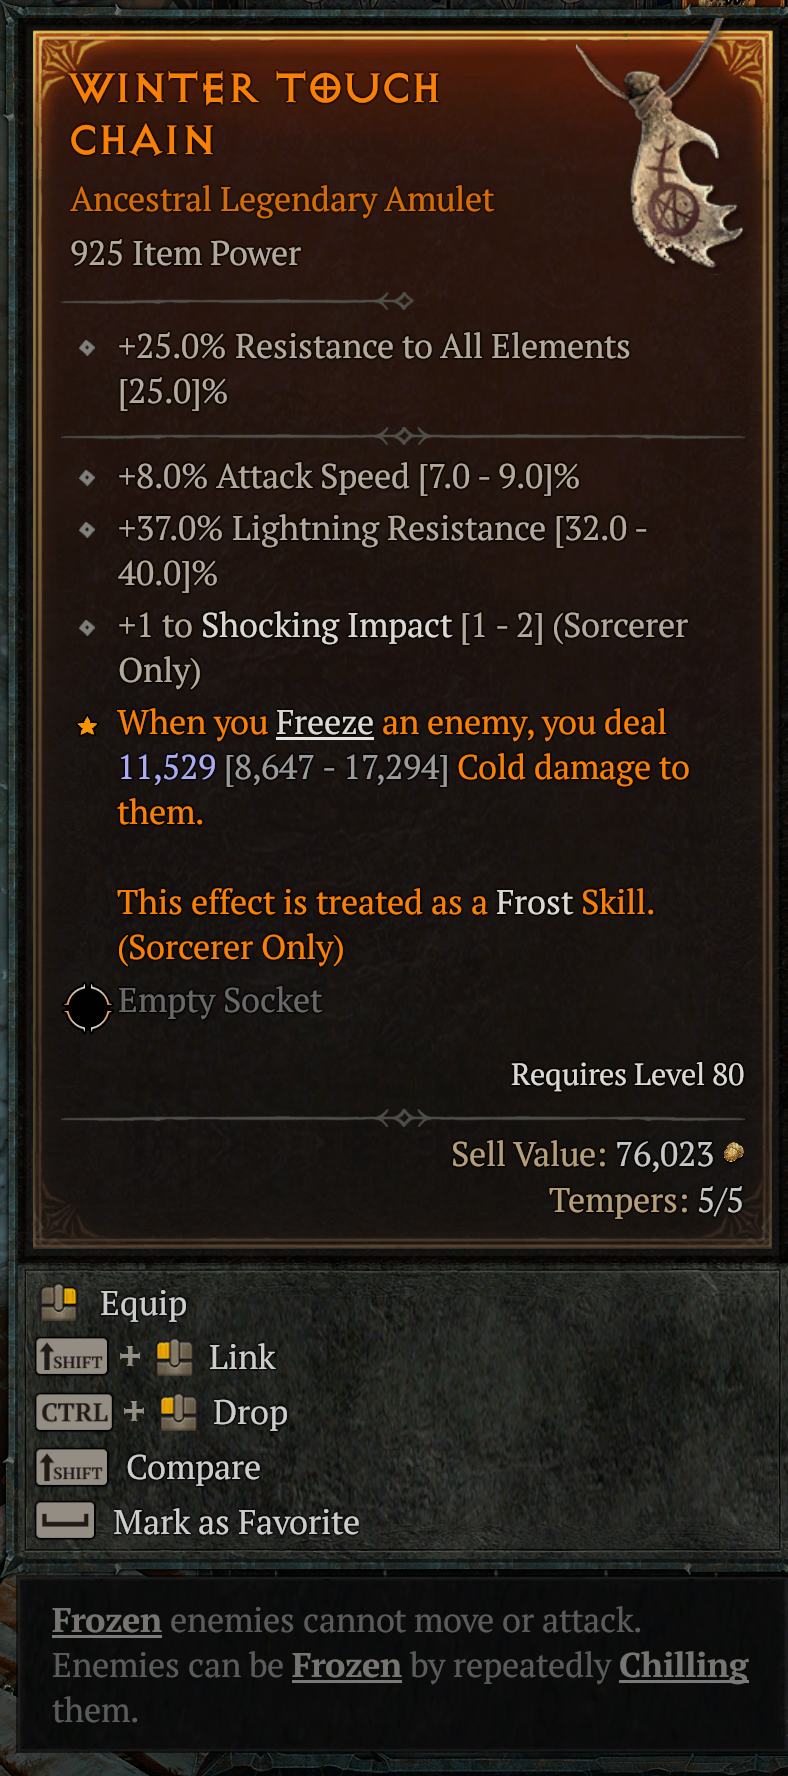 WINTER TOUCH
CHAIN
Ancestral Legendary Amulet
925 Item Power
+25.0% Resistance to All Elements
[25.0]%
+8.0% Attack Speed [7.0 - 9.0]%
+37.0% Lightning Resistance [32.0 -
40.0]%
+1 to Shocking Impact [1 - 2] (Sorcerer
Only)
When you Freeze an enemy, you deal
11,529 [8,647 - 17,294] Cold damage to
them.
This effect is treated as a Frost Skill.
(Sorcerer Only)
Empty Socket
Requires Level 80
Sell Value: 76,023
Tempers: 5/5
Equip
SHIFT + Link
CTRL + Drop
SHIFT Compare
Mark as Favorite
Frozen enemies cannot move or attack.
Enemies can be Frozen by repeatedly Chilling
them.